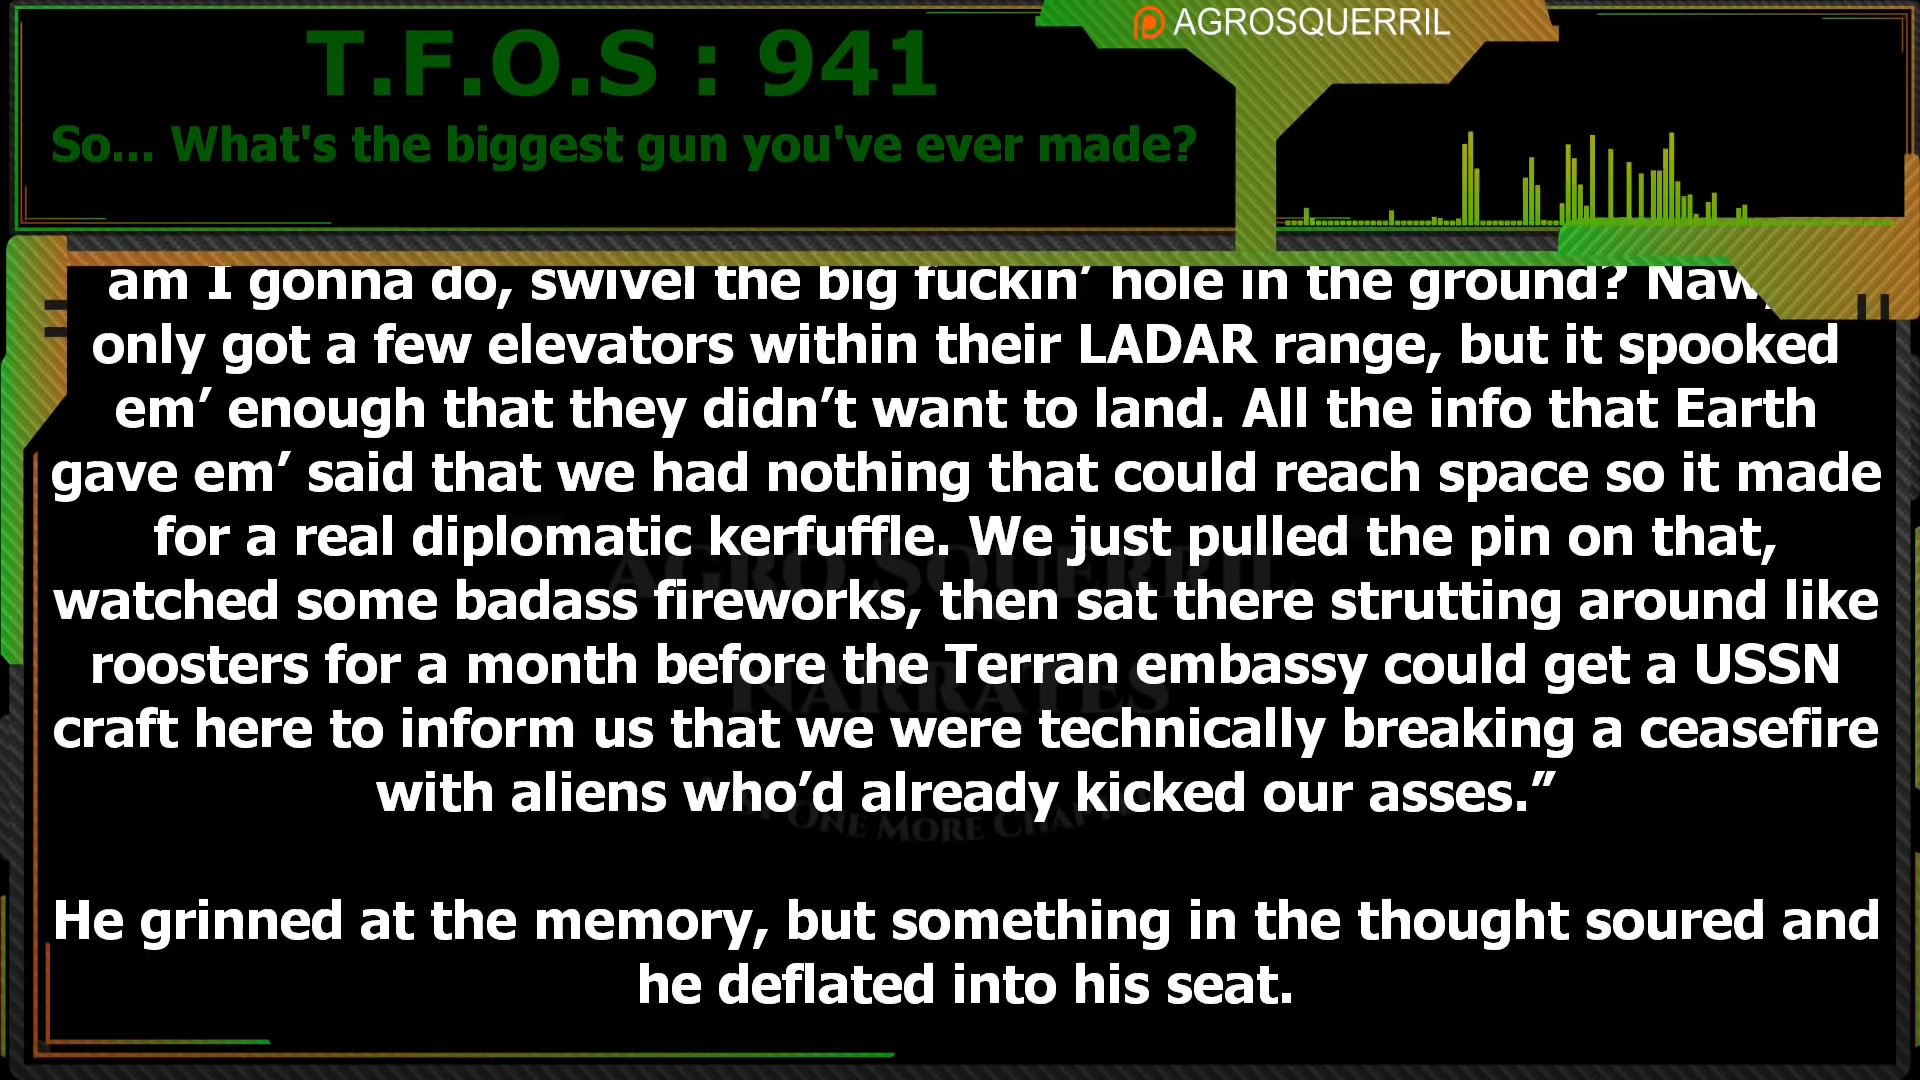 AGROSQUERRIL
T.F.O.S : 941
So... What's the biggest gun you've ever made?
am I gonna do, swivel the big fuckin’ hole in the ground? Naw,
only got a few elevators within their LADAR range, but it spooked
em’ enough that they didn’t want to land. All the info that Earth
gave em’ said that we had nothing that could reach space so it made
for a real diplomatic kerfuffle. We just pulled the pin on that,
watched some badass fireworks, then sat there strutting around like
roosters for a month before the Terran embassy could get a USSN
craft here to inform us that we were technically breaking a ceasefire
with aliens who’d already kicked our asses.”
He grinned at the memory, but something in the thought soured and
he deflated into his seat.
AGRO SQUERRIL
NARRATES
ONE MORE